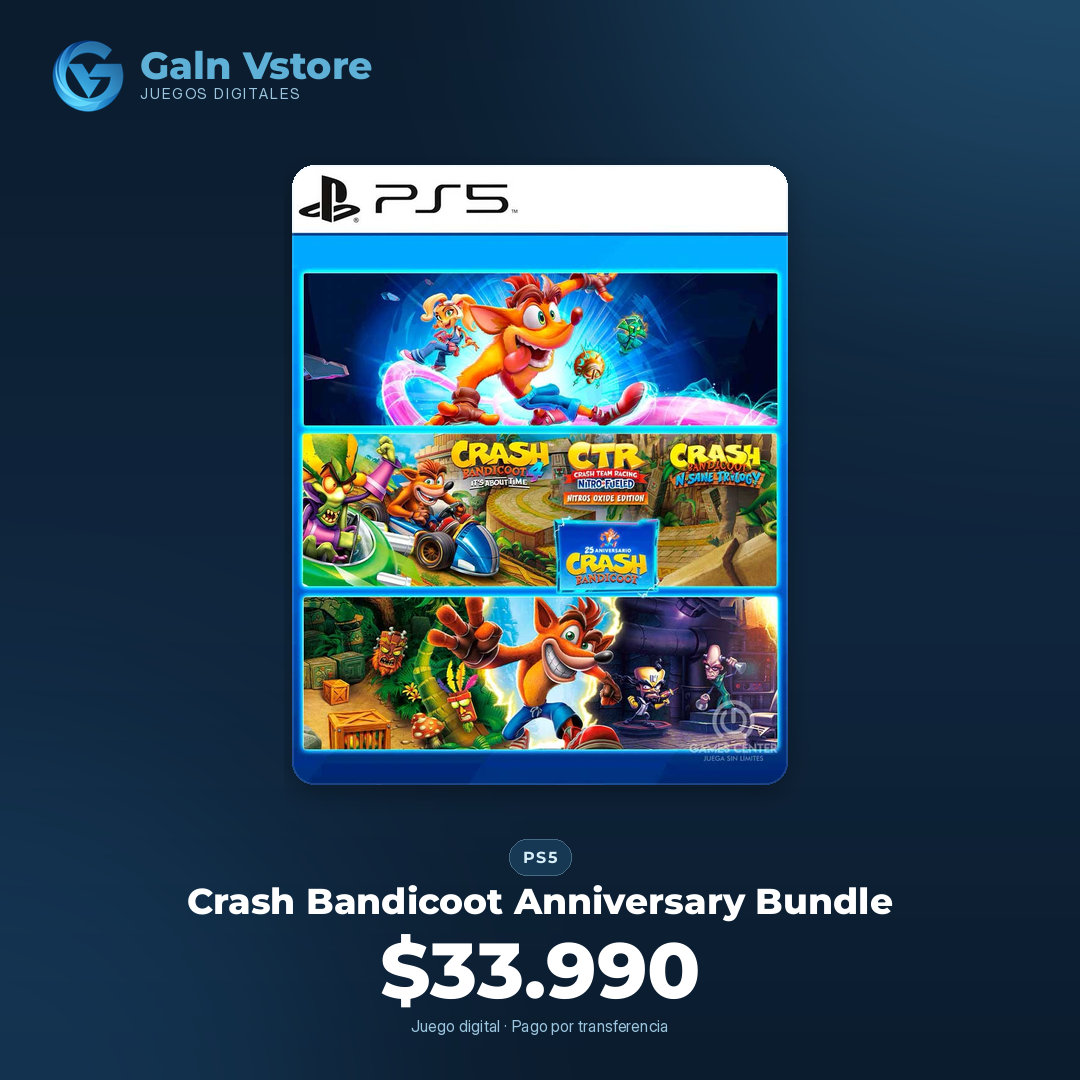 GaIn Vstore
JUEGOS DIGITALES
PS5
CRASH BANDICOOT 4
IT'S ABOUT TIME
CTR
CRASH TEAM RACING
NITRO-FUELED
NITROS OXIDE EDITION
CRASH BANDICOOT
N. SANE TRILOGY
25 ANIVERSARIO
CRASH
BANDICOOT
GAMES CENTER
JUEGA SIN LIMITES
PS5
Crash Bandicoot Anniversary Bundle
$33.990
Juego digital · Pago por transferencia